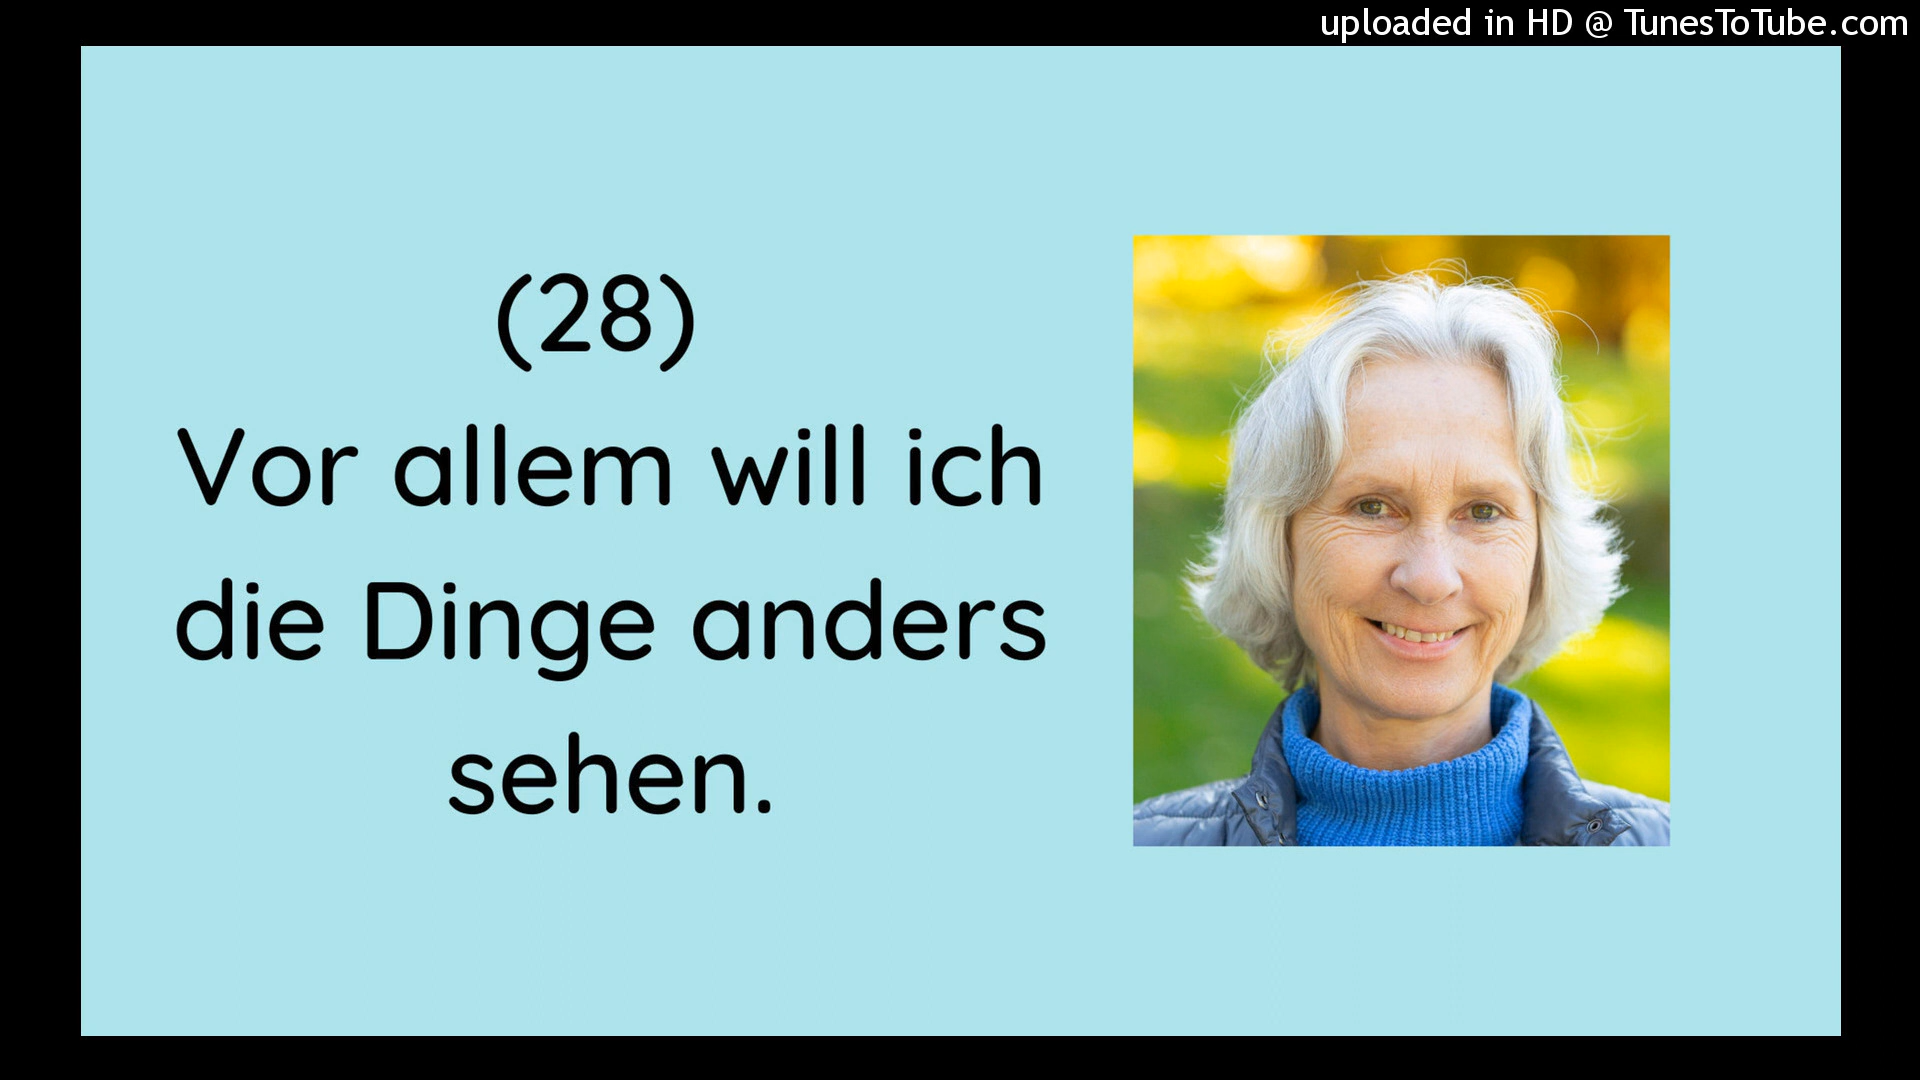 uploaded in HD @ TunesToTube.com
(28)
Vor allem will ich
die Dinge anders
sehen.